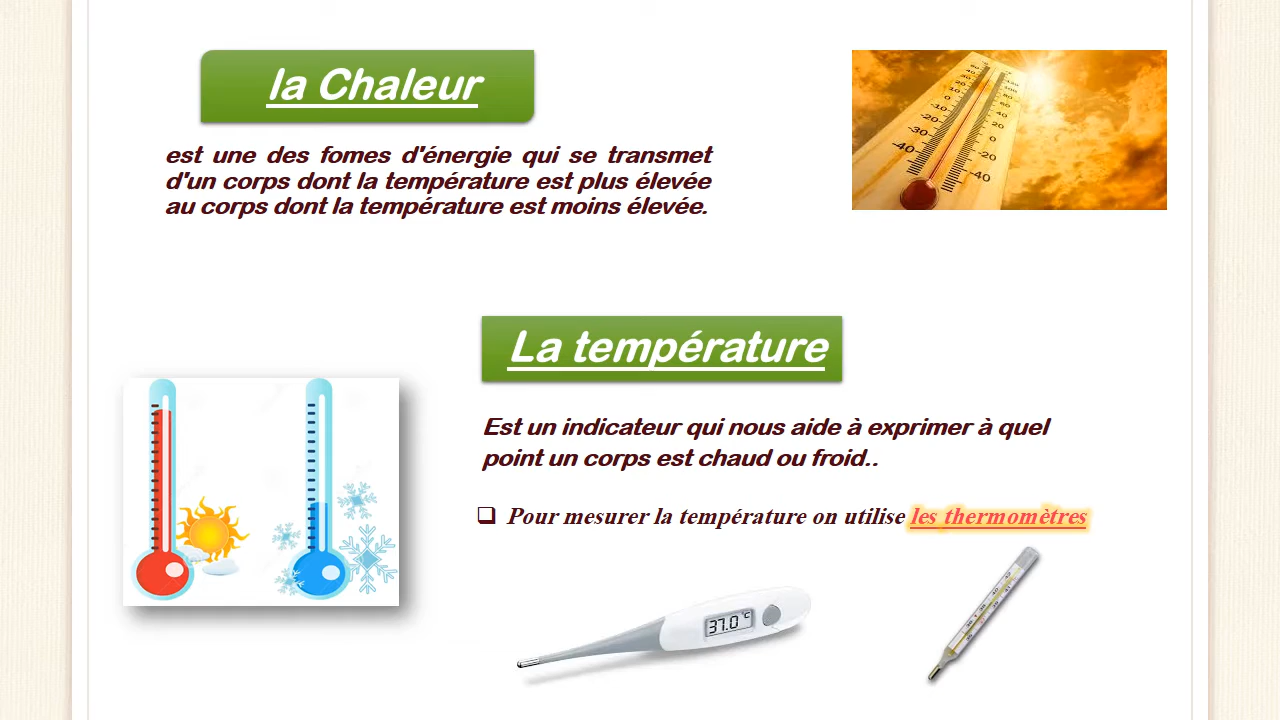 la Chaleur
est une des fomes d'énergie qui se transmet
d'un corps dont la température est plus élevée
au corps dont la température est moins élevée.
La température
Est un indicateur qui nous aide à exprimer à quel
point un corps est chaud ou froid..
Pour mesurer la température on utilise les thermomètres
37.0 °C